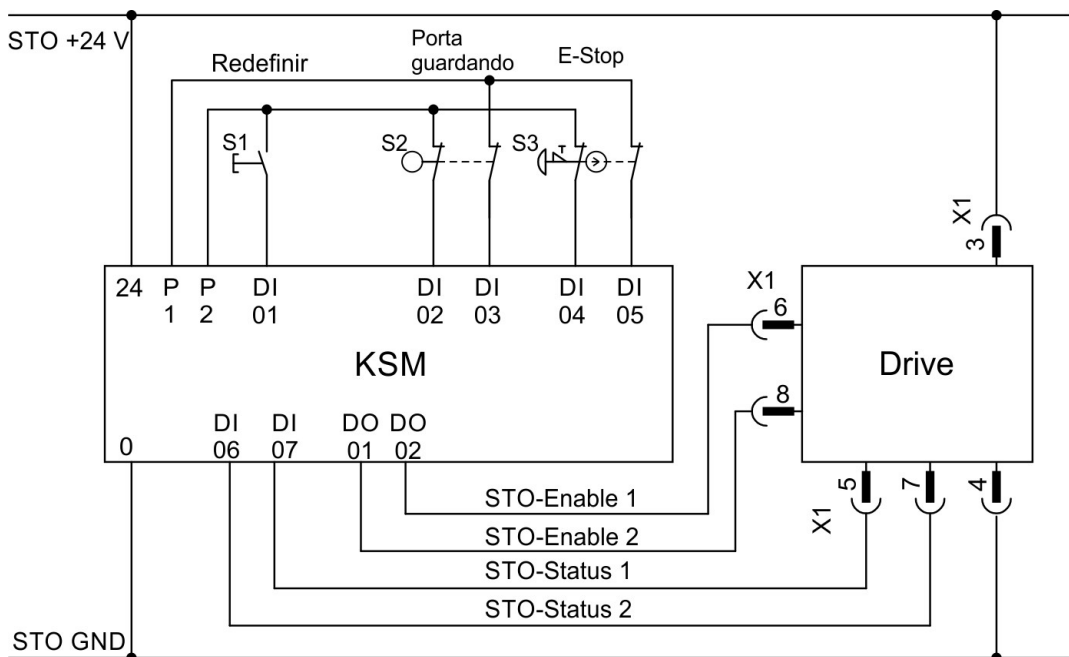 STO +24 V
Redefinir
Porta
guardando
E-Stop
S1
S2
S3
X1
3
24 P P DI DI DI DI DI
1 2 01 02 03 04 05
X1
6
KSM
Drive
8
0 DI DI DO DO
06 07 01 02
5 7 4
X1
STO-Enable 1
STO-Enable 2
STO-Status 1
STO-Status 2
STO GND